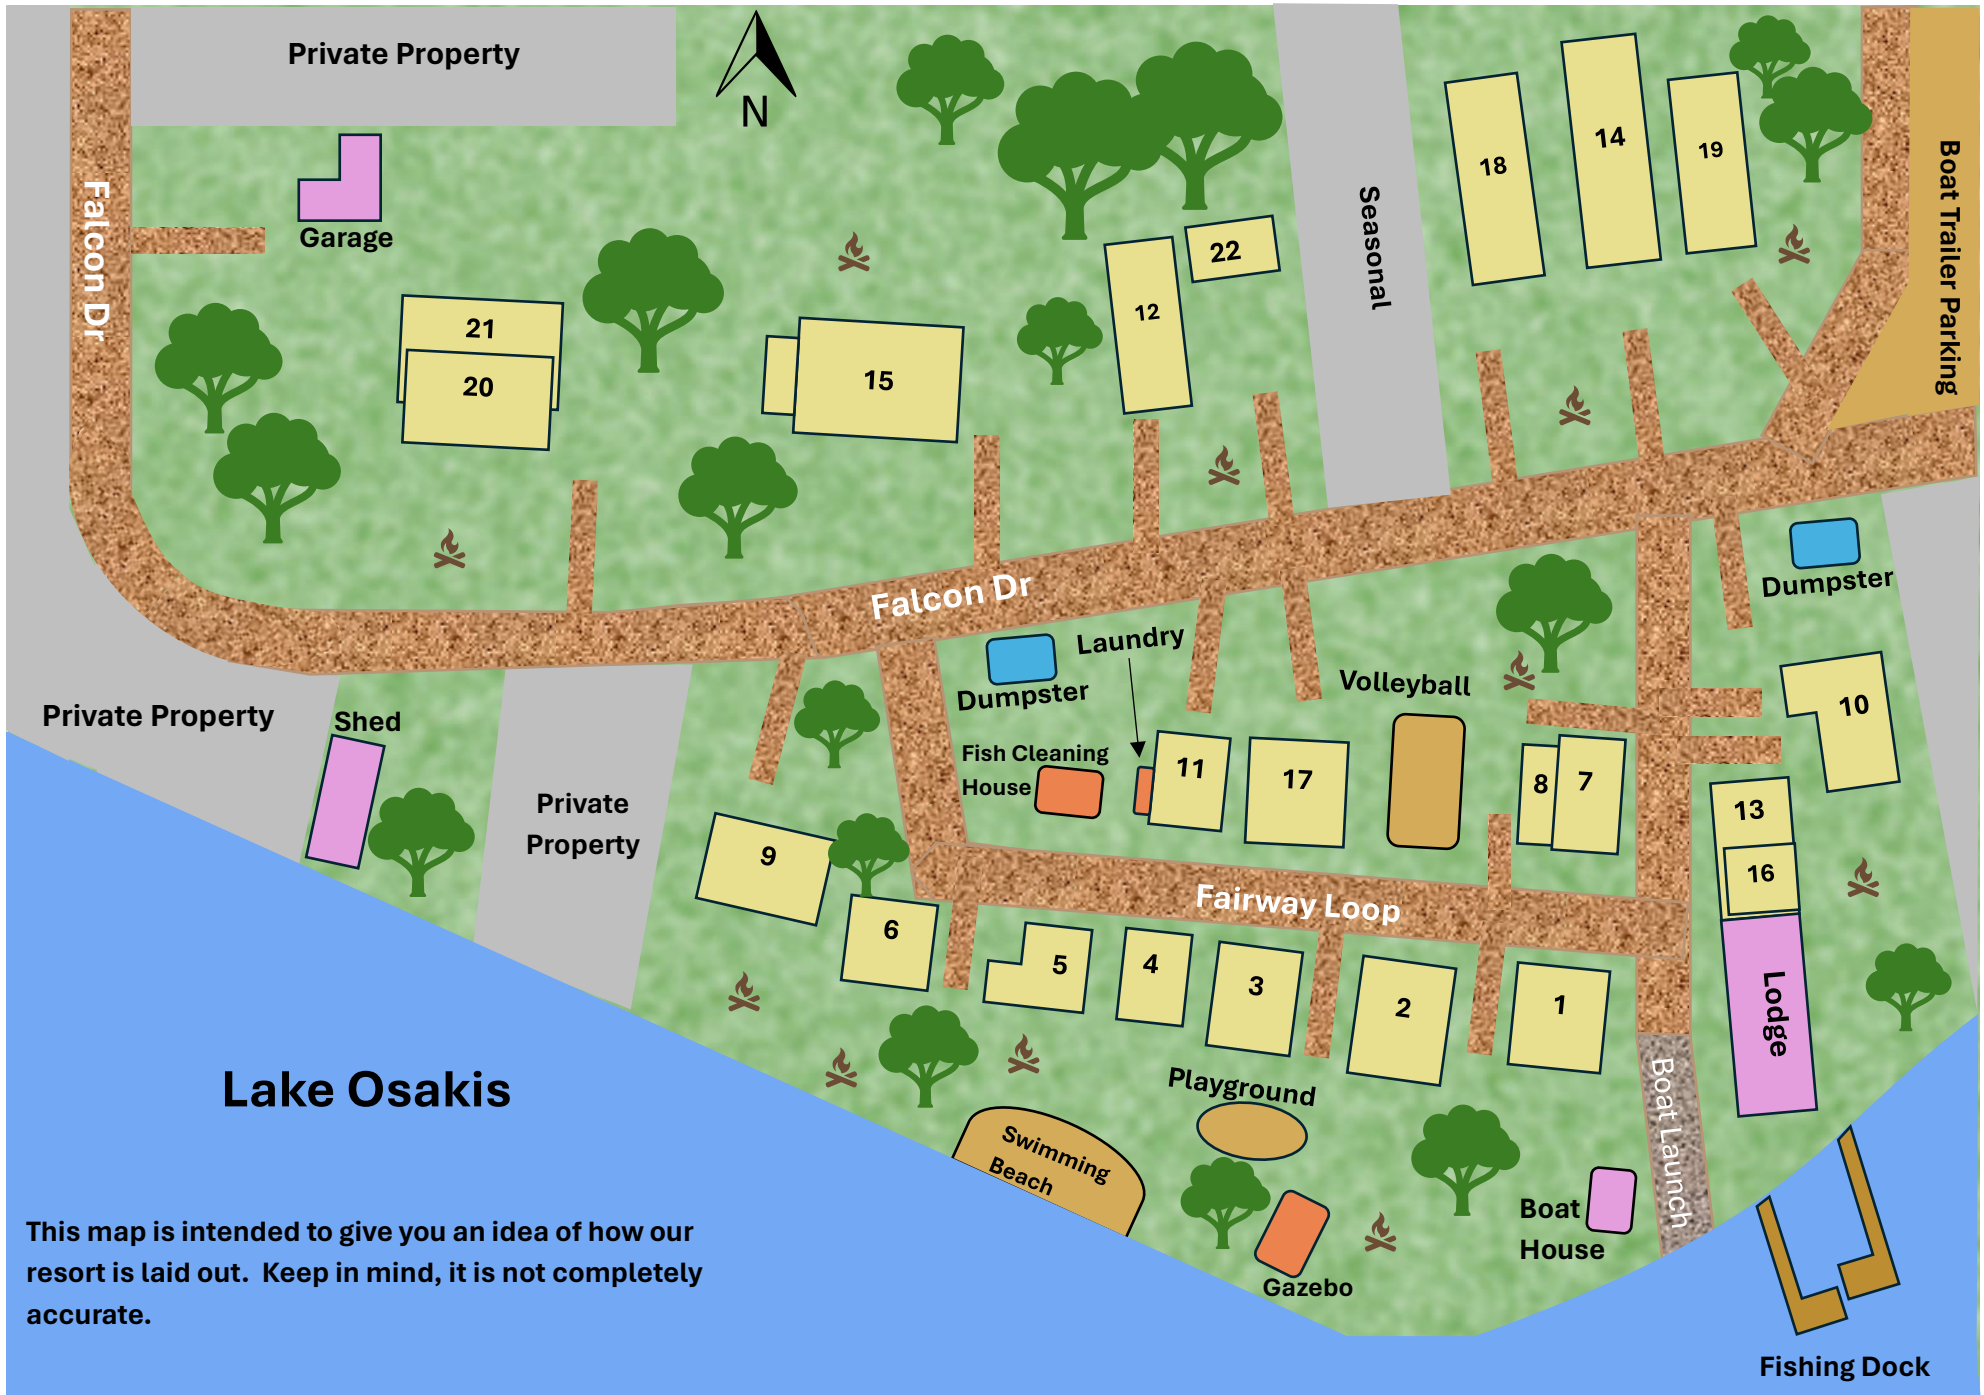 Private Property
N
Falcon Dr
Garage
18
14
19
Boat Trailer Parking
Seasonal
22
12
21
20
15
Falcon Dr
Dumpster
Laundry
Dumpster
Volleyball
Private Property
Shed
Fish Cleaning
House
11
17
8
7
10
13
16
Private
Property
9
6
Fairway Loop
5
4
3
2
1
Lodge
Lake Osakis
Playground
Boat Launch
Swimming
Beach
Boat
House
Gazebo
This map is intended to give you an idea of how our
resort is laid out.  Keep in mind, it is not completely
accurate.
Fishing Dock